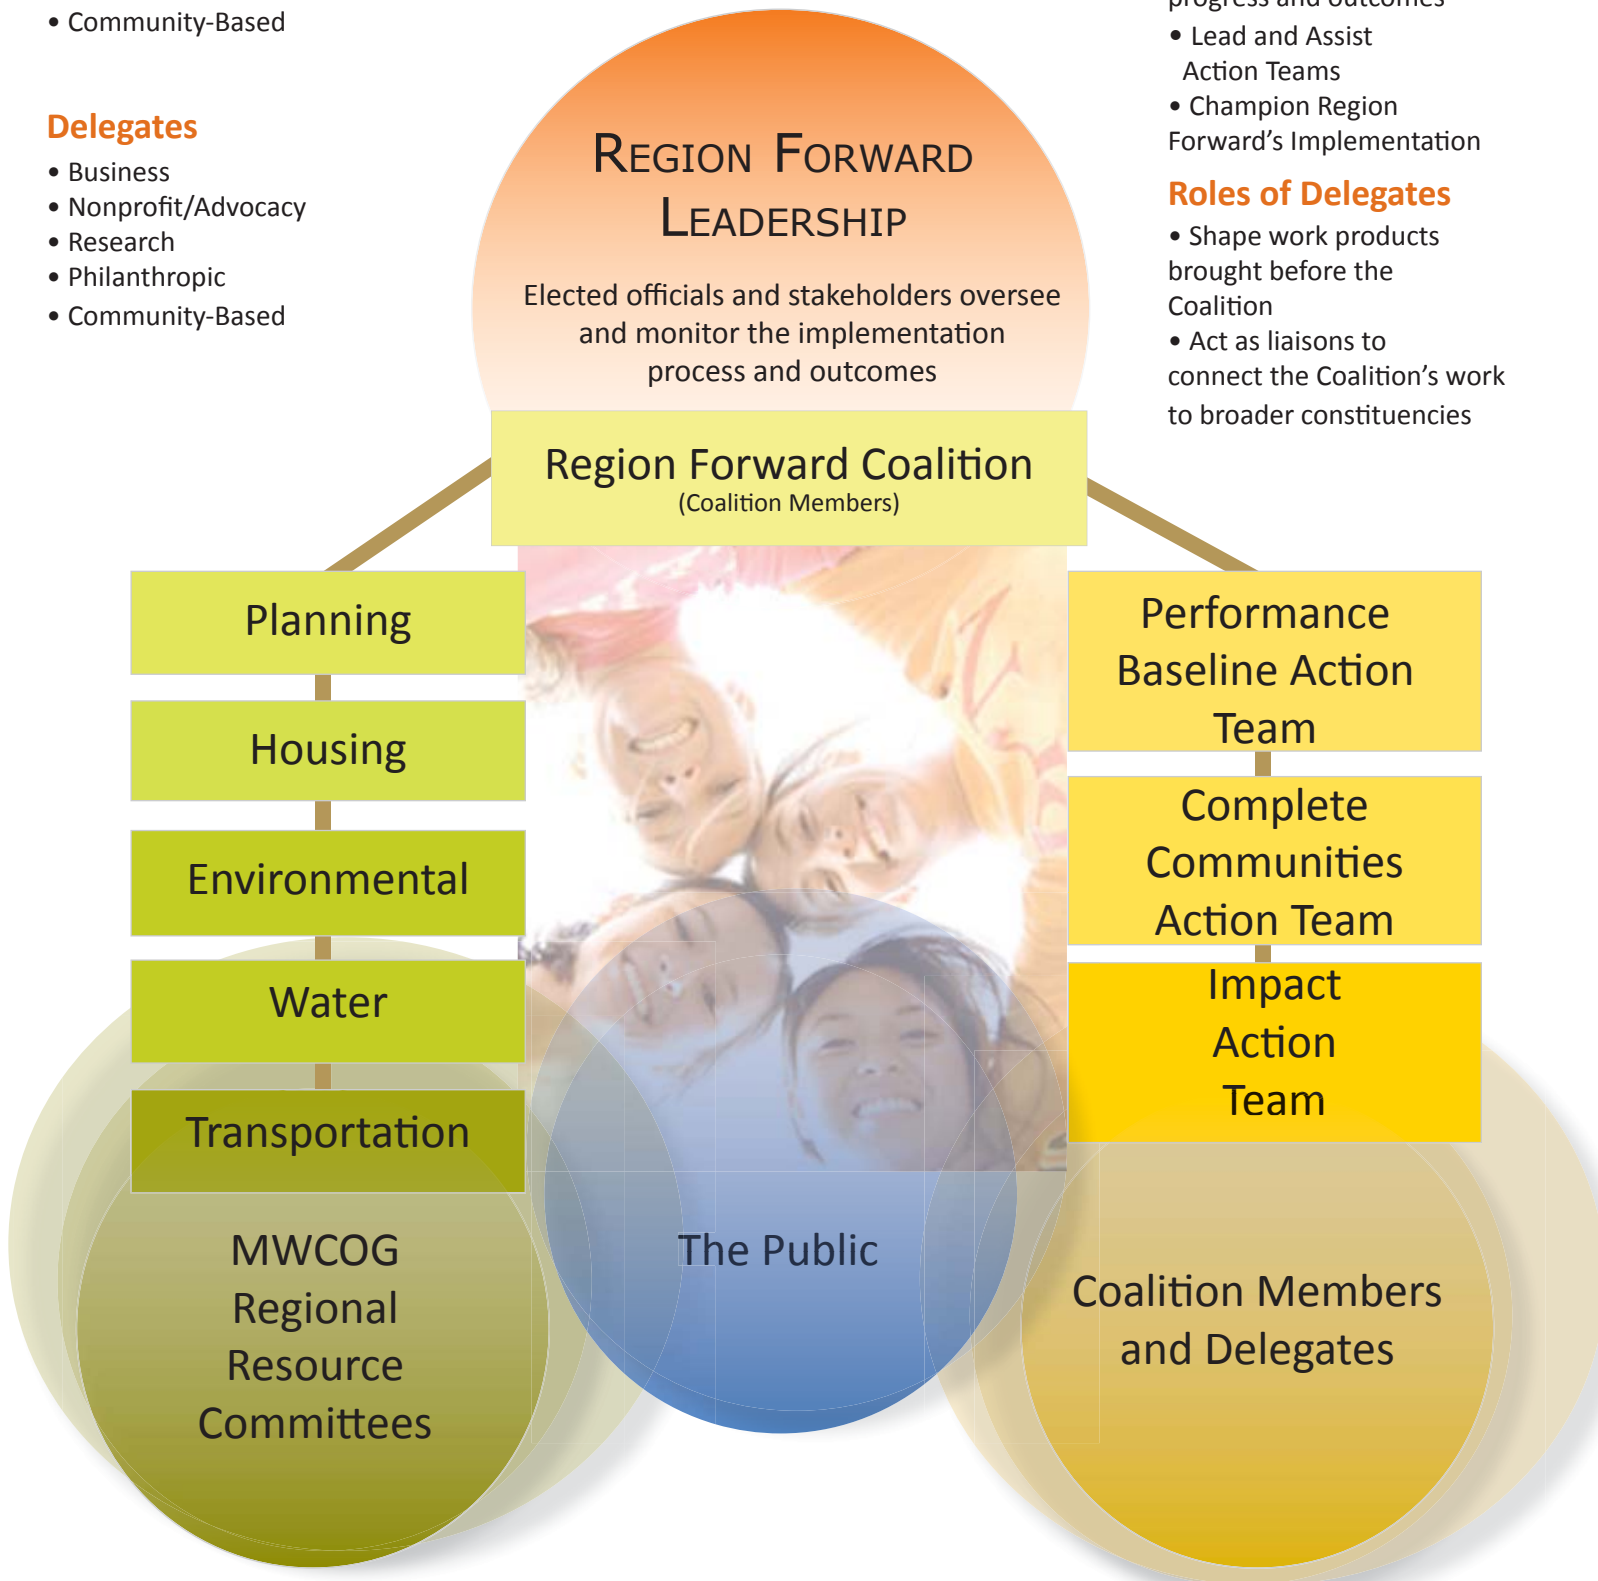 • Community-Based
Delegates
• Business
• Nonprofit/Advocacy
• Research
• Philanthropic
• Community-Based
REGION FORWARD
LEADERSHIP
Elected officials and stakeholders oversee
and monitor the implementation
process and outcomes
progress and outcomes
• Lead and Assist
Action Teams
• Champion Region
Forward's Implementation
Roles of Delegates
• Shape work products
brought before the
Coalition
• Act as liaisons to
connect the Coalition's work
to broader constituencies
Region Forward Coalition
(Coalition Members)
Planning
Housing
Environmental
Water
Transportation
MWCOG
Regional
Resource
Committees
The Public
Performance
Baseline Action
Team
Complete
Communities
Action Team
Impact
Action
Team
Coalition Members
and Delegates